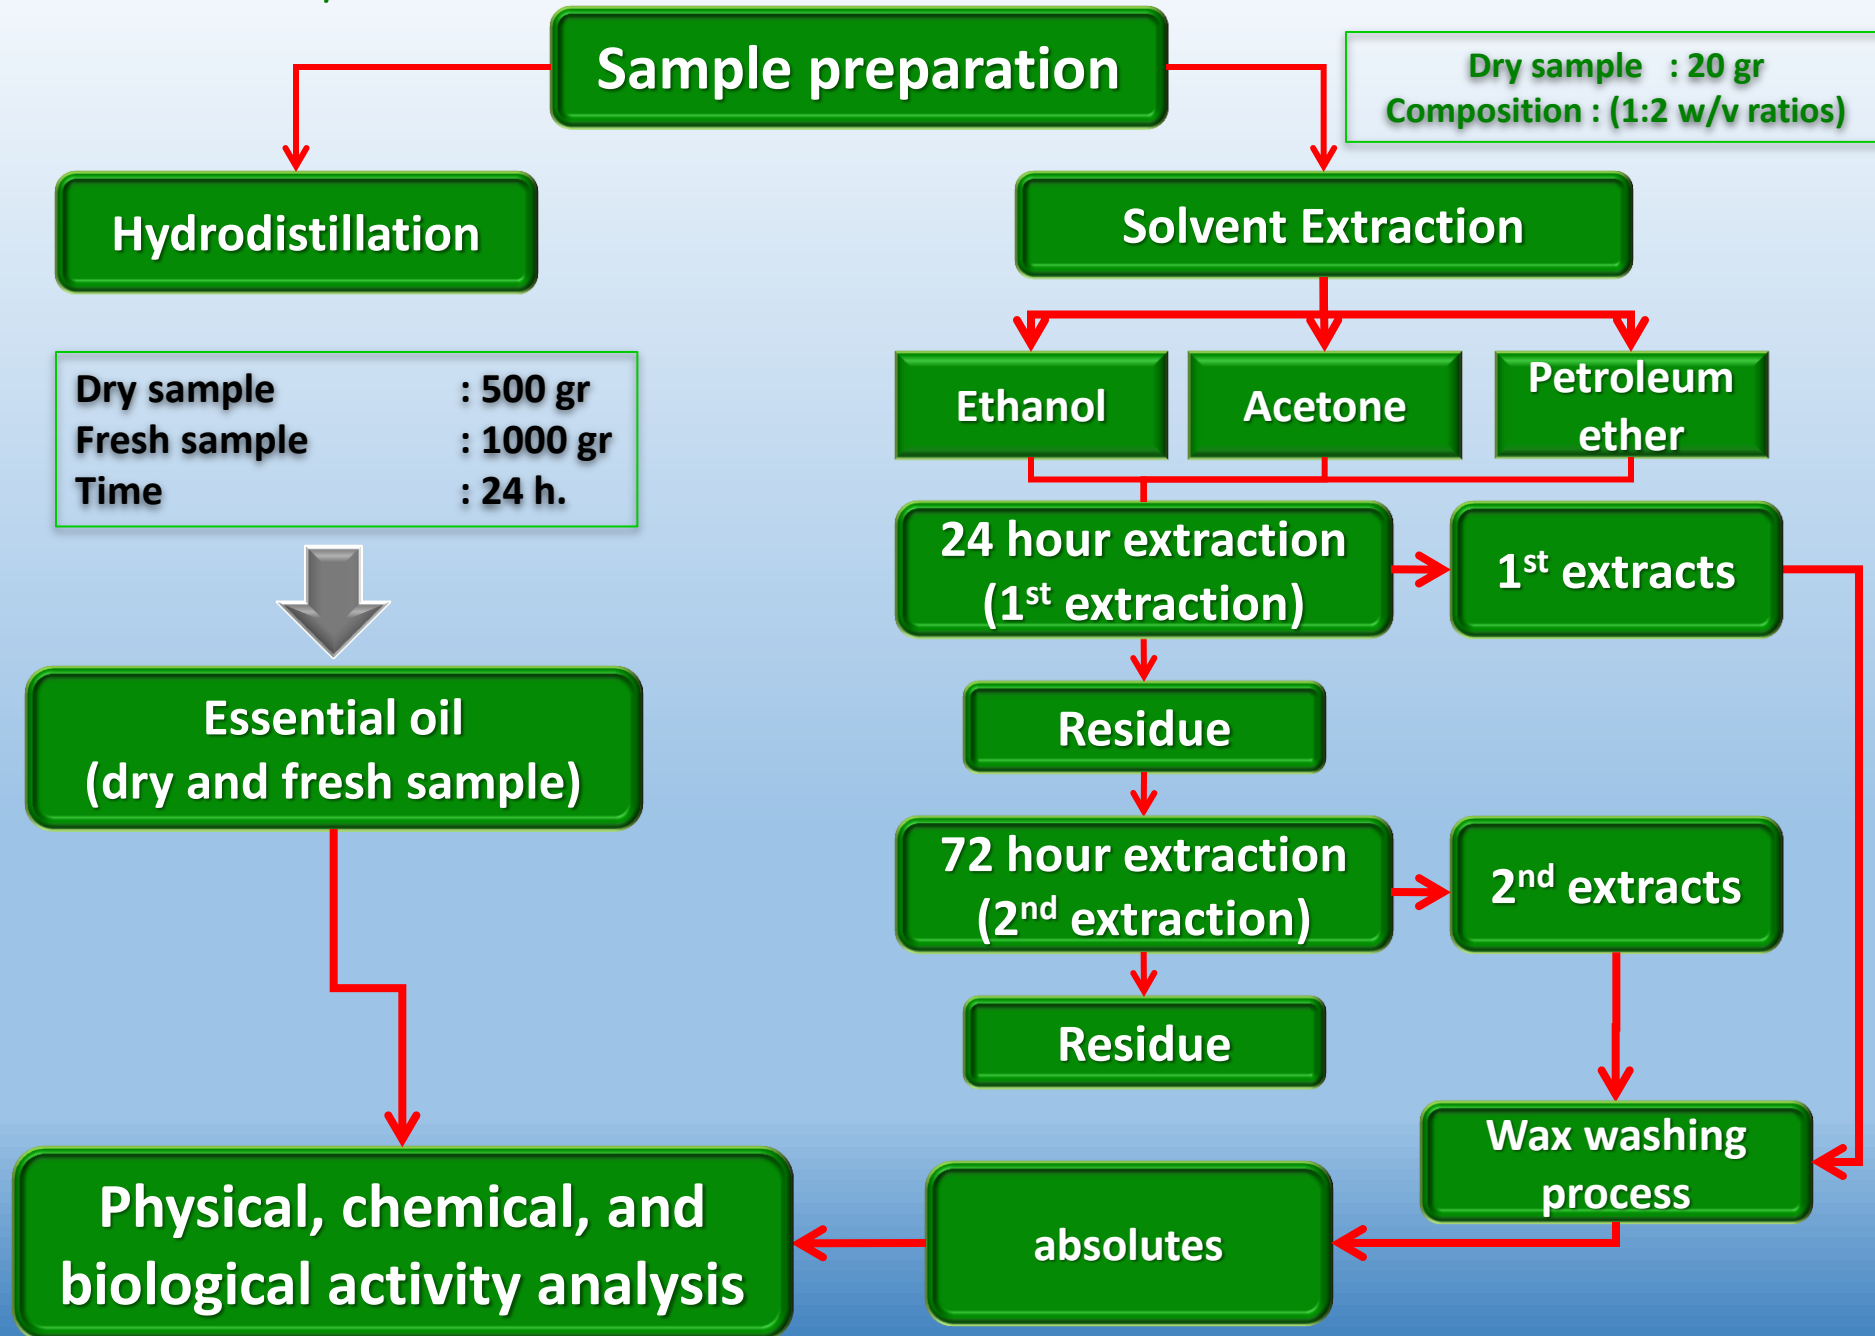 Sample preparation
Dry sample : 20 gr
Composition : (1:2 w/v ratios)
Hydrodistillation
Solvent Extraction
Dry sample : 500 gr
Fresh sample : 1000 gr
Time : 24 h.
Ethanol
Acetone
Petroleum
ether
24 hour extraction
(1st extraction)
1st extracts
Residue
Essential oil
(dry and fresh sample)
72 hour extraction
(2nd extraction)
2nd extracts
Residue
Wax washing
process
absolutes
Physical, chemical, and
biological activity analysis